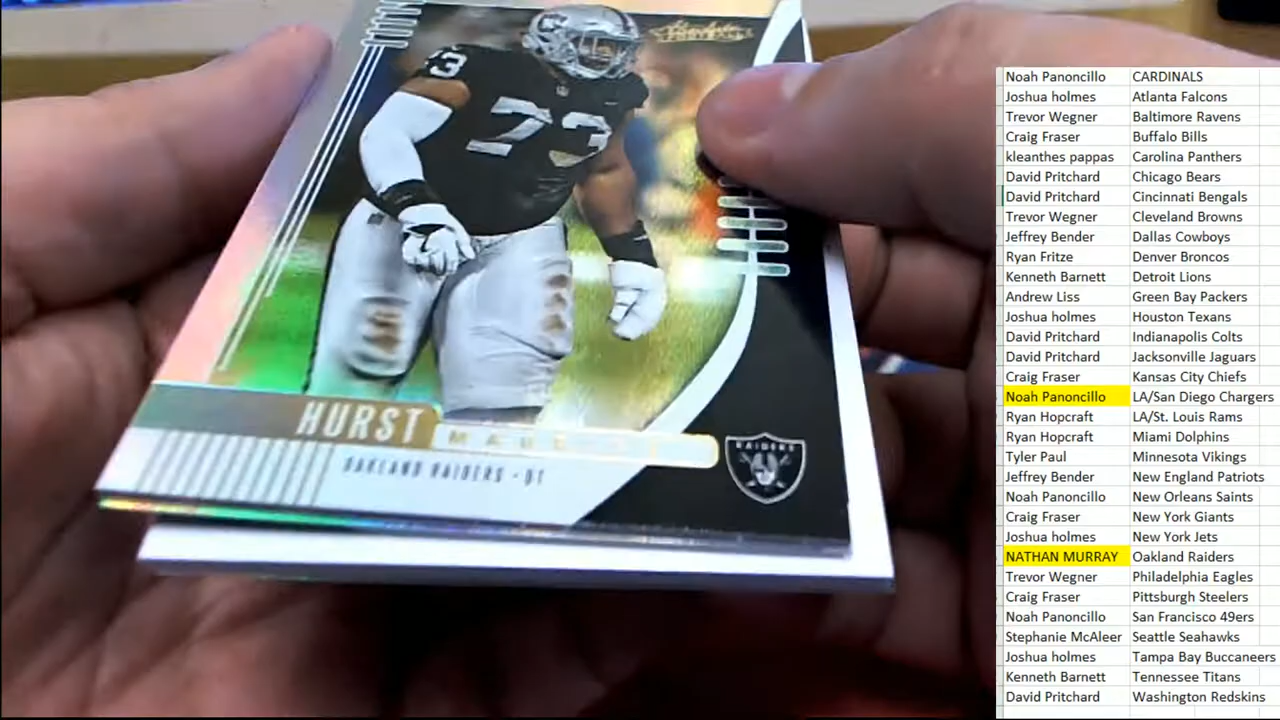 Absolute
73
73
HURST
OAKLAND RAIDERS - DT
RAIDERS
Noah Panoncillo CARDINALS
Joshua holmes Atlanta Falcons
Trevor Wegner Baltimore Ravens
Craig Fraser Buffalo Bills
kleanthes pappas Carolina Panthers
David Pritchard Chicago Bears
David Pritchard Cincinnati Bengals
Trevor Wegner Cleveland Browns
Jeffrey Bender Dallas Cowboys
Ryan Fritze Denver Broncos
Kenneth Barnett Detroit Lions
Andrew Liss Green Bay Packers
Joshua holmes Houston Texans
David Pritchard Indianapolis Colts
David Pritchard Jacksonville Jaguars
Craig Fraser Kansas City Chiefs
Noah Panoncillo LA/San Diego Chargers
Ryan Hopcraft LA/St. Louis Rams
Ryan Hopcraft Miami Dolphins
Tyler Paul Minnesota Vikings
Jeffrey Bender New England Patriots
Noah Panoncillo New Orleans Saints
Craig Fraser New York Giants
Joshua holmes New York Jets
NATHAN MURRAY Oakland Raiders
Trevor Wegner Philadelphia Eagles
Craig Fraser Pittsburgh Steelers
Noah Panoncillo San Francisco 49ers
Stephanie McAleer Seattle Seahawks
Joshua holmes Tampa Bay Buccaneers
Kenneth Barnett Tennessee Titans
David Pritchard Washington Redskins